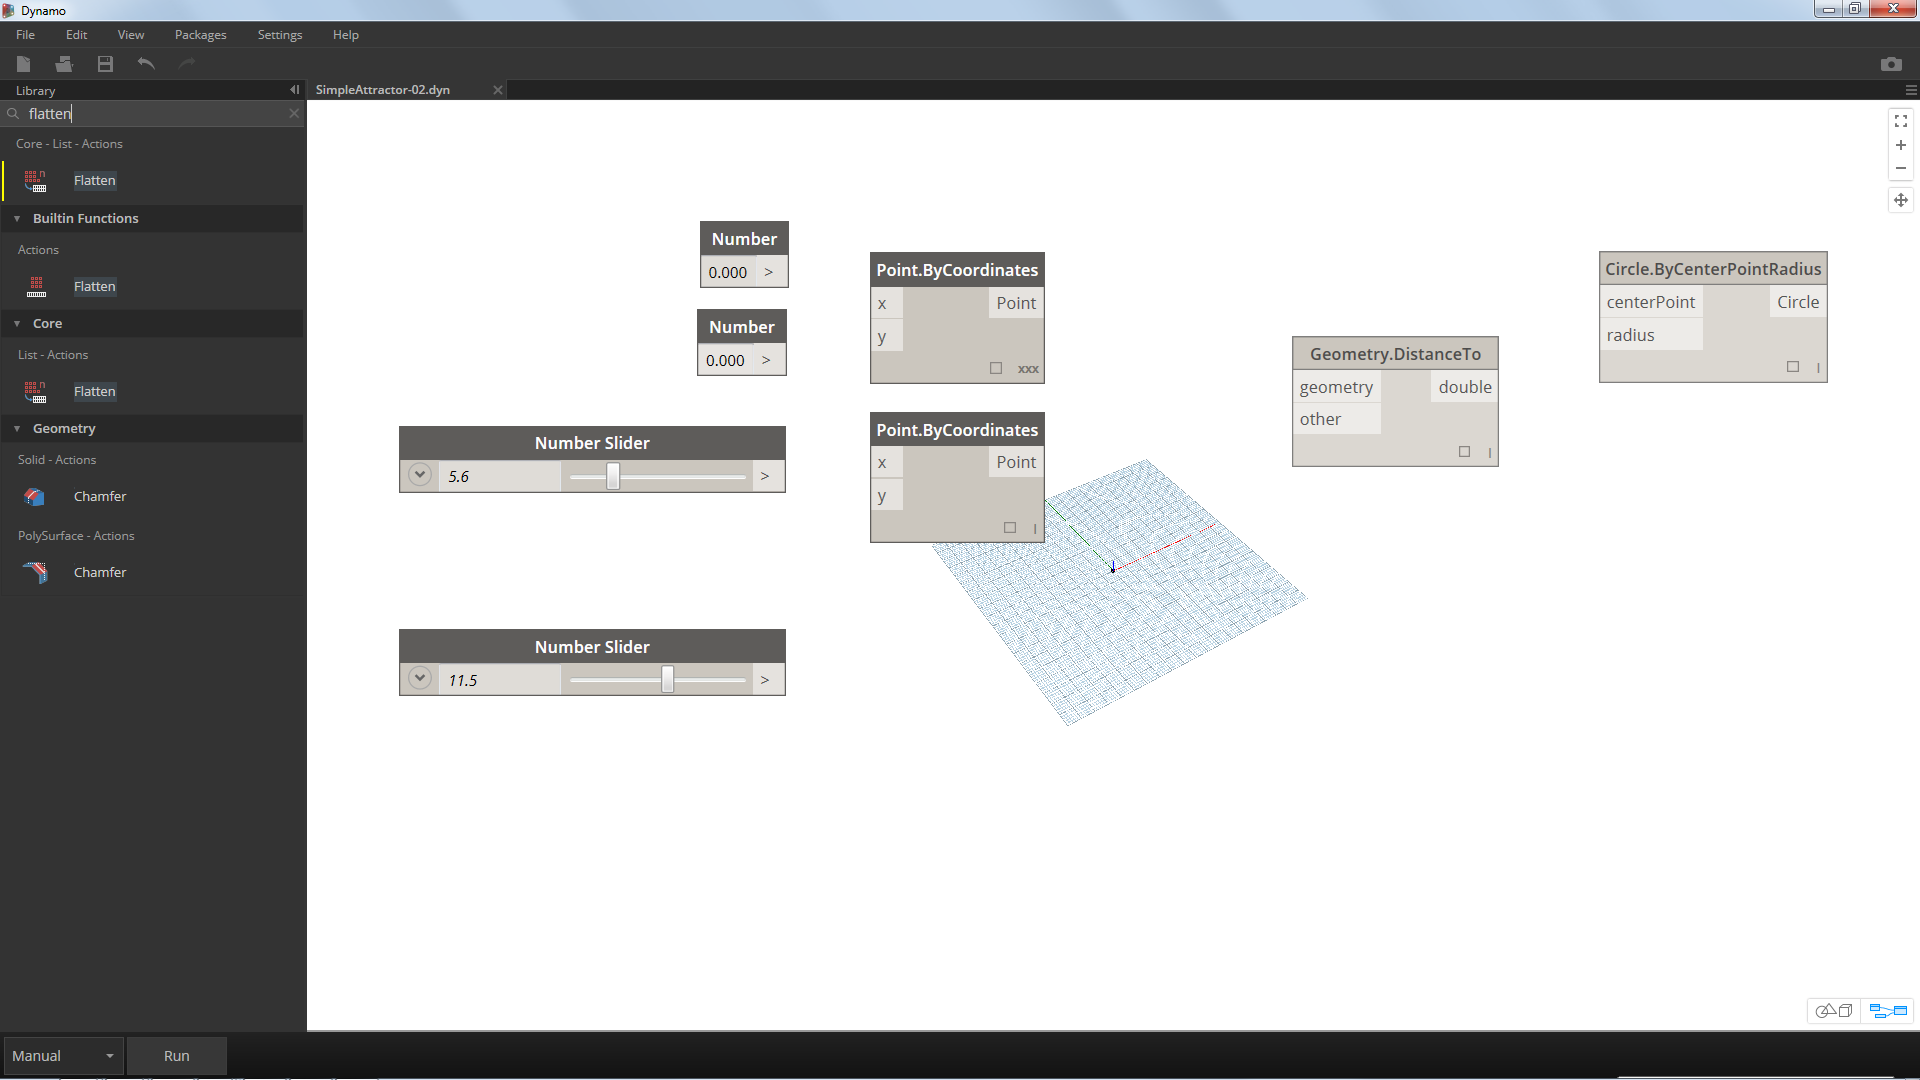 Dynamo
File Edit View Packages Settings Help
Library
SimpleAttractor-02.dyn
flatten
Core - List - Actions
Flatten
Builtin Functions
Actions
Flatten
Core
List - Actions
Flatten
Geometry
Solid - Actions
Chamfer
PolySurface - Actions
Chamfer
Number
0.000 >
Number
0.000 >
Number Slider
5.6 >
Number Slider
11.5 >
Point.ByCoordinates
x Point
y
xxx
Point.ByCoordinates
x Point
y
l
Geometry.DistanceTo
geometry double
other
l
Circle.ByCenterPointRadius
centerPoint Circle
radius
l
Manual Run